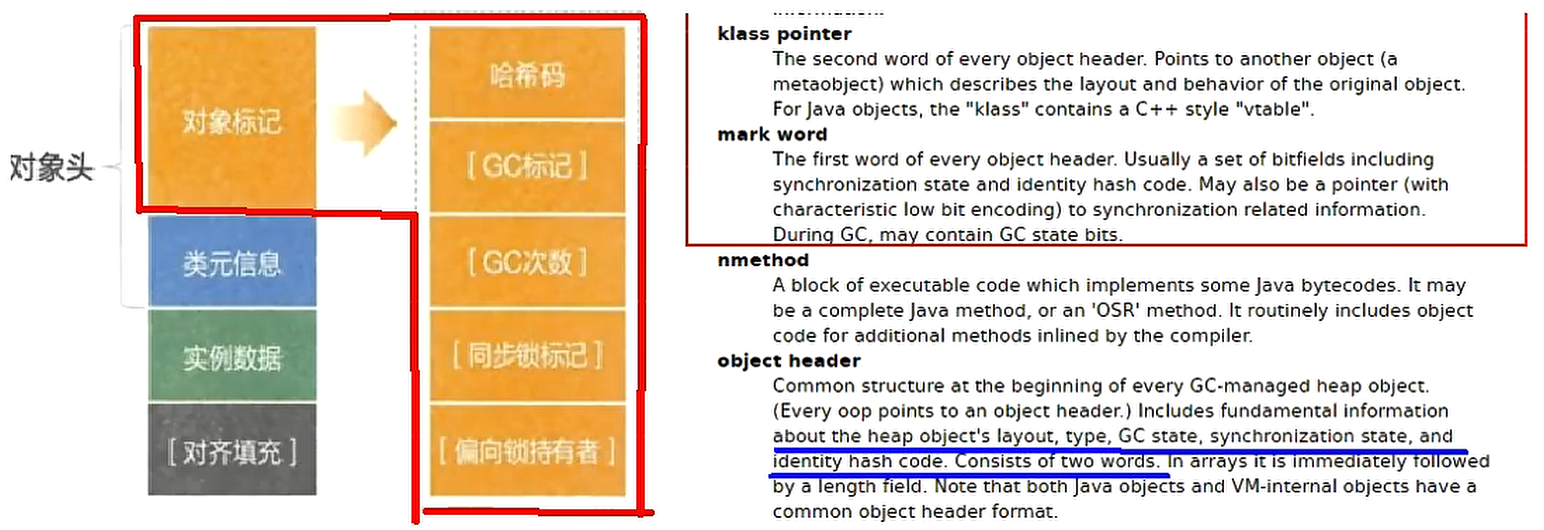 对象头
对象标记
类元信息
实例数据
[ 对齐填充 ]
哈希码
[ GC标记 ]
[ GC次数 ]
[ 同步锁标记 ]
[ 偏向锁持有者 ]
klass pointer
The second word of every object header. Points to another object (a
metaobject) which describes the layout and behavior of the original object.
For Java objects, the "klass" contains a C++ style "vtable".
mark word
The first word of every object header. Usually a set of bitfields including
synchronization state and identity hash code. May also be a pointer (with
characteristic low bit encoding) to synchronization related information.
During GC, may contain GC state bits.
nmethod
A block of executable code which implements some Java bytecodes. It may
be a complete Java method, or an 'OSR' method. It routinely includes object
code for additional methods inlined by the compiler.
object header
Common structure at the beginning of every GC-managed heap object.
(Every oop points to an object header.) Includes fundamental information
about the heap object's layout, type, GC state, synchronization state, and
identity hash code. Consists of two words. In arrays it is immediately followed
by a length field. Note that both Java objects and VM-internal objects have a
common object header format.